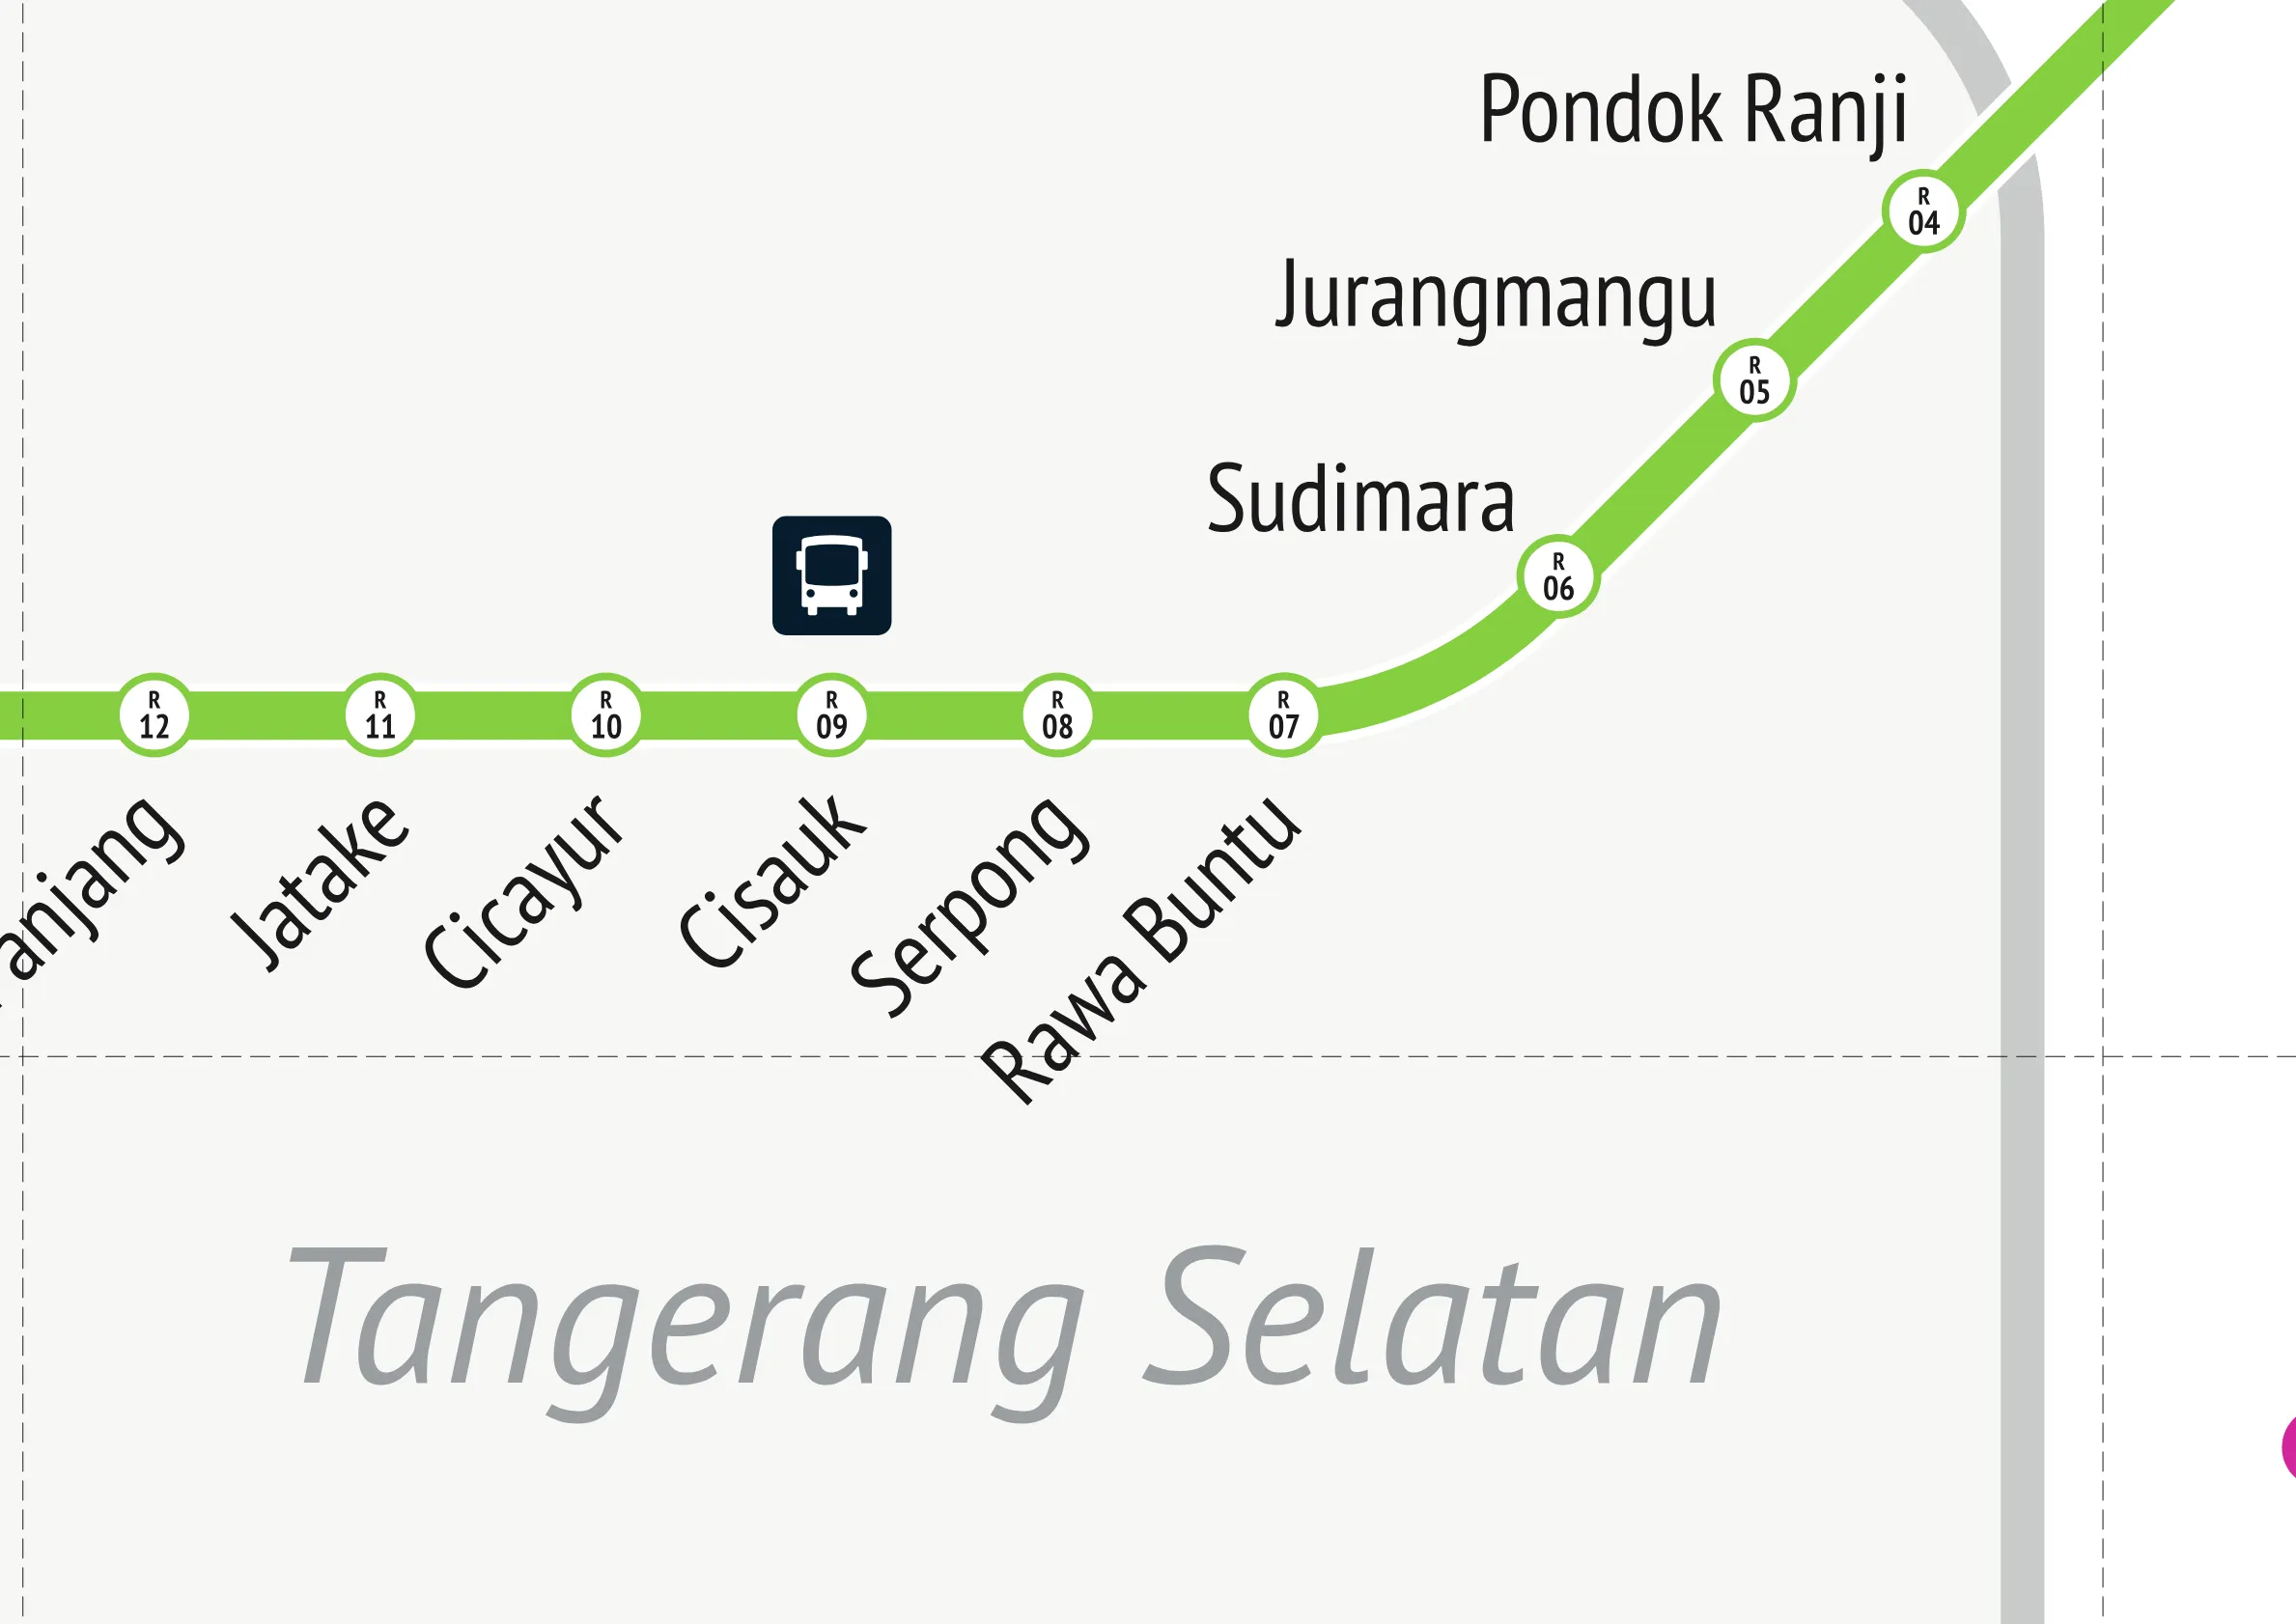 Pondok Ranji
R
04
Jurangmangu
R
05
Sudimara
R
06
R
12
R
11
R
10
R
09
R
08
R
07
Jatake
Cicayur
Cisauk
Serpong
Rawa Buntu
Tangerang Selatan